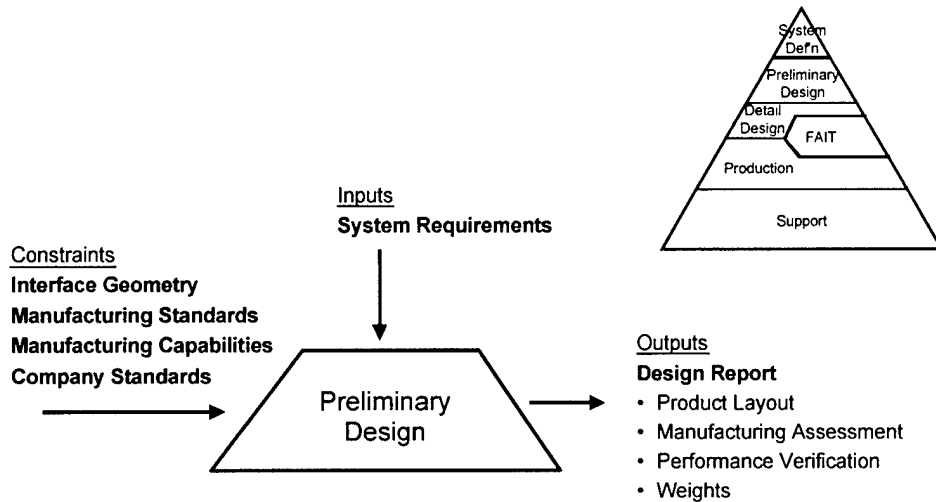 System
Def'n
Preliminary
Design
Detail
Design
FAIT
Production
Support
Inputs
System Requirements
Constraints
Interface Geometry
Manufacturing Standards
Manufacturing Capabilities
Company Standards
Preliminary
Design
Outputs
Design Report
• Product Layout
• Manufacturing Assessment
• Performance Verification
• Weights